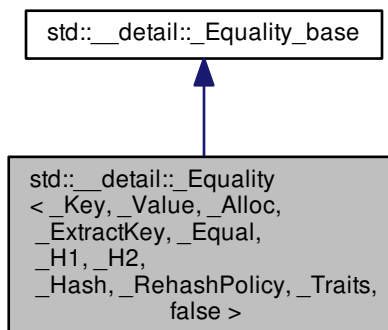 std::__detail::_Equality_base
std::__detail::_Equality
< _Key, _Value, _Alloc,
_ExtractKey, _Equal,
_H1, _H2,
_Hash, _RehashPolicy, _Traits,
false >